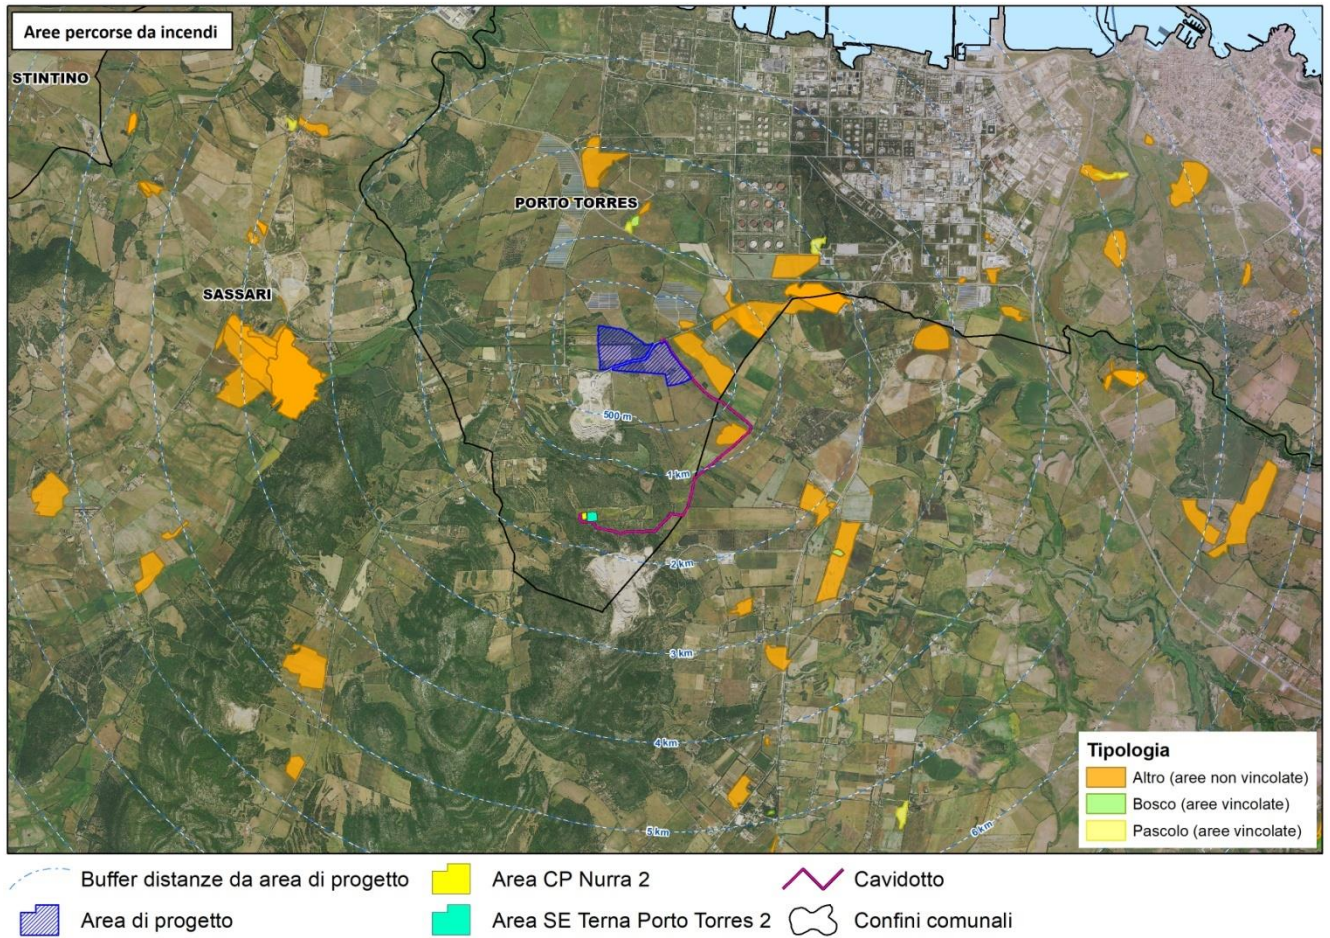 Aree percorse da incendi
STINTINO
PORTO TORRES
SASSARI
500 m
1 km
2 km
3 km
4 km
5 km
6 km
Tipologia
Altro (aree non vincolate)
Bosco (aree vincolate)
Pascolo (aree vincolate)
Buffer distanze da area di progetto
Area CP Nurra 2
Cavidotto
Area di progetto
Area SE Terna Porto Torres 2
Confini comunali